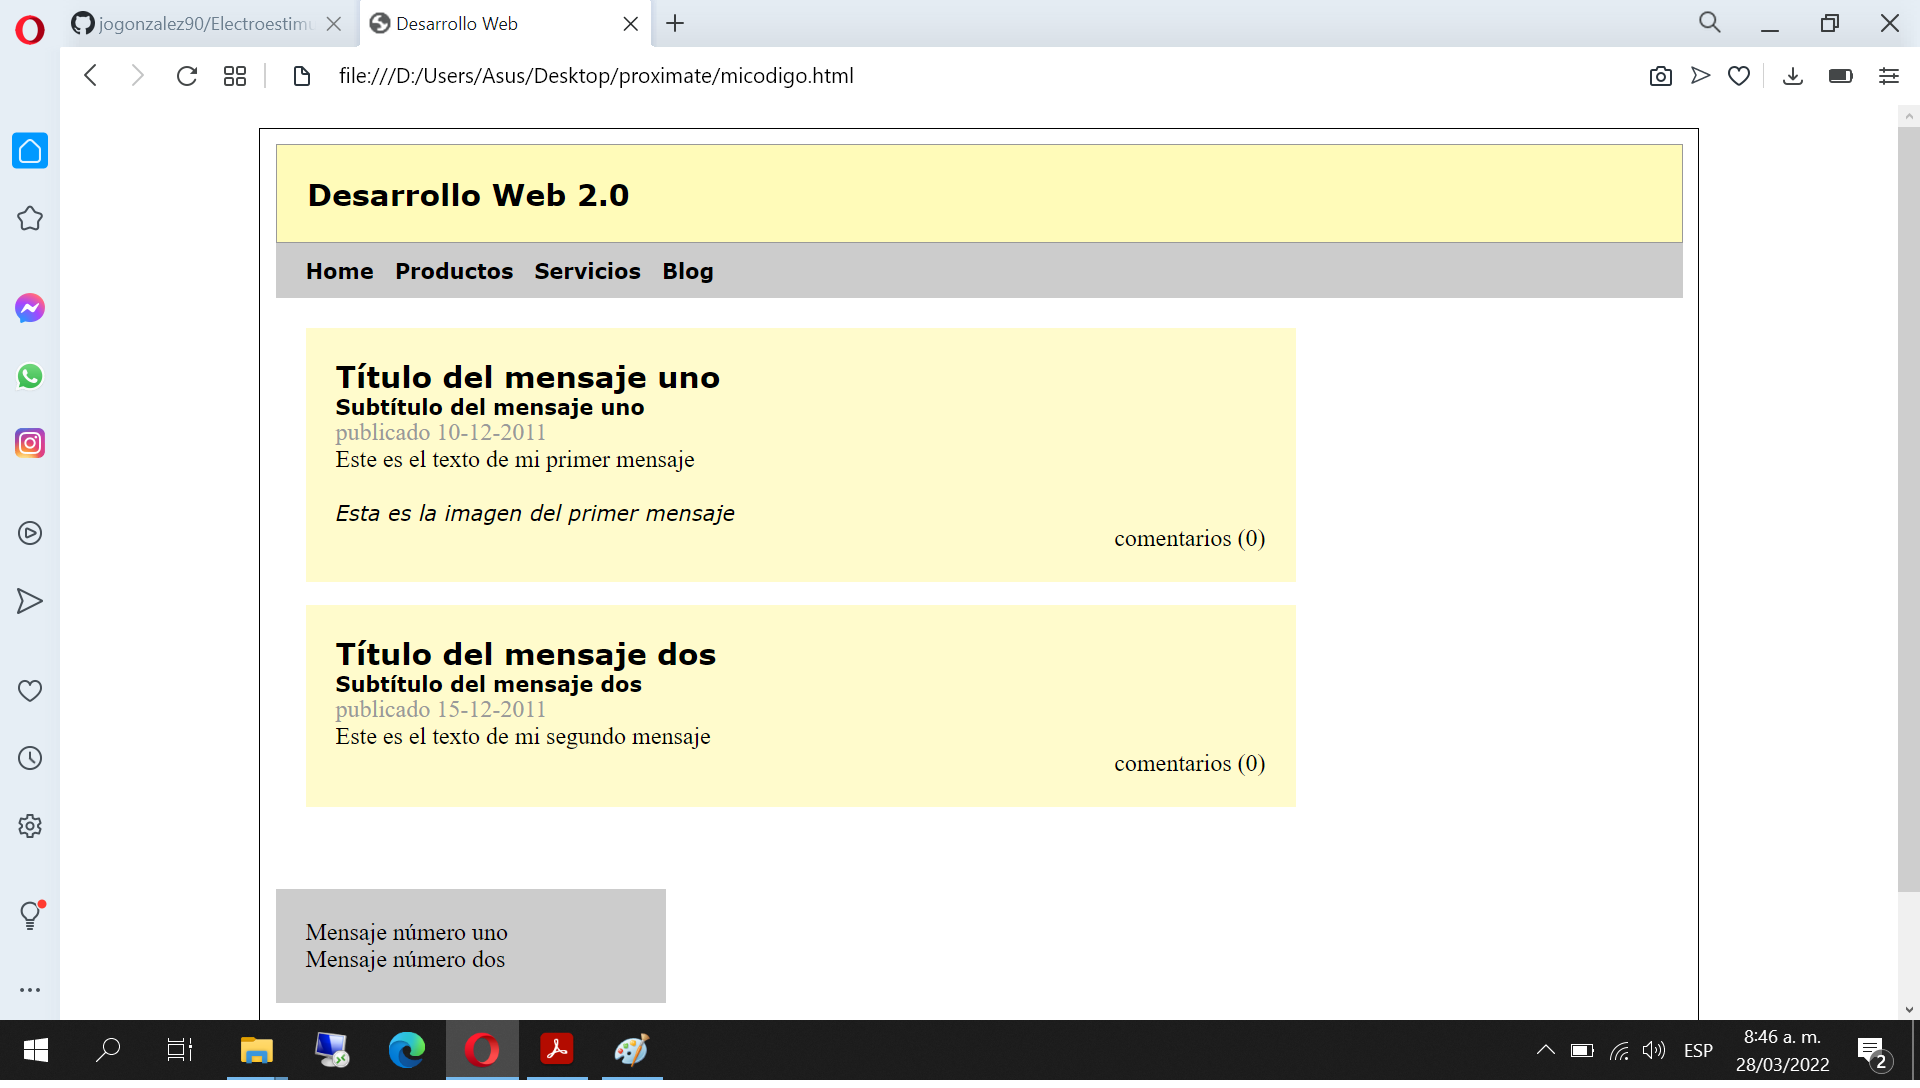 jogonzalez90/Electroestimu
Desarrollo Web
file:///D:/Users/Asus/Desktop/proximate/micodigo.html
Desarrollo Web 2.0
Home Productos Servicios Blog
Título del mensaje uno
Subtítulo del mensaje uno
publicado 10-12-2011
Este es el texto de mi primer mensaje
Esta es la imagen del primer mensaje
comentarios (0)
Título del mensaje dos
Subtítulo del mensaje dos
publicado 15-12-2011
Este es el texto de mi segundo mensaje
comentarios (0)
Mensaje número uno
Mensaje número dos
ESP
8:46 a. m.
28/03/2022
2